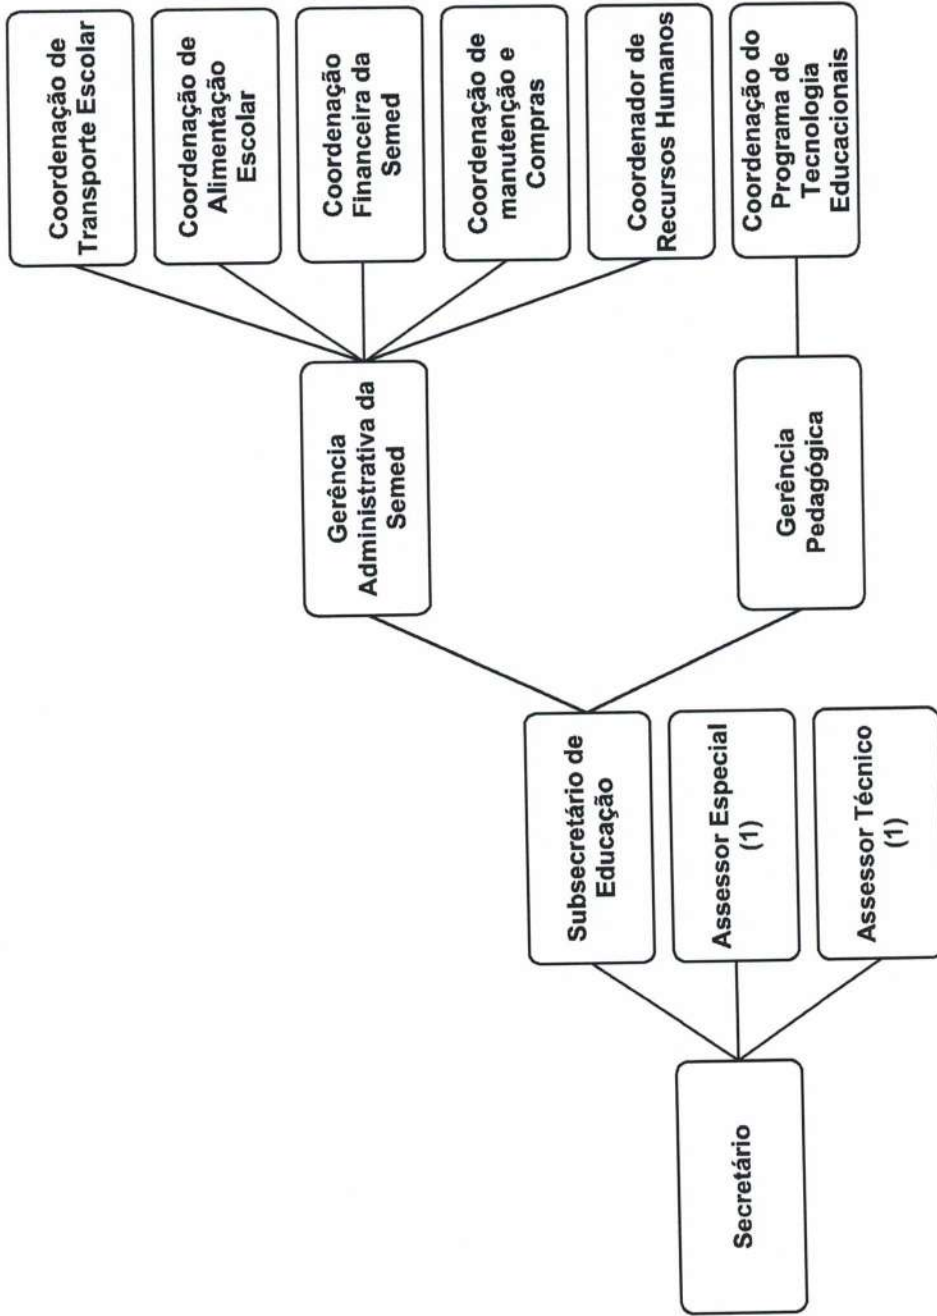 Secretário
Subsecretário de
Educação
Assessor Especial
(1)
Assessor Técnico
(1)
Gerência
Administrativa da
Semed
Gerência
Pedagógica
Coordenação de
Transporte Escolar
Coordenação de
Alimentação
Escolar
Coordenação
Financeira da
Semed
Coordenação de
manutenção e
Compras
Coordenador de
Recursos Humanos
Coordenação do
Programa de
Tecnologia
Educacionais